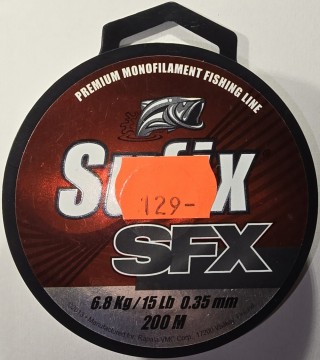 PREMIUM MONOFILAMENT FISHING LINE
Sufix
129-
SFX
6.8 Kg/15 Lb 0.35 mm
200 M